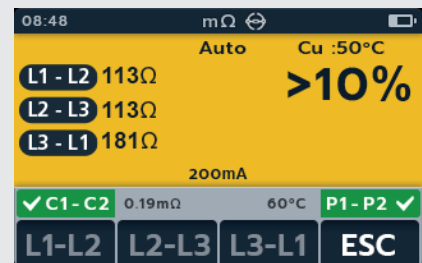 08:48 mΩ
Auto Cu :50°C
L1 - L2 113Ω >10%
L2 - L3 113Ω
L3 - L1 181Ω
200mA
✓ C1 - C2 0.19mΩ 60°C P1 - P2 ✓
L1-L2 L2-L3 L3-L1 ESC